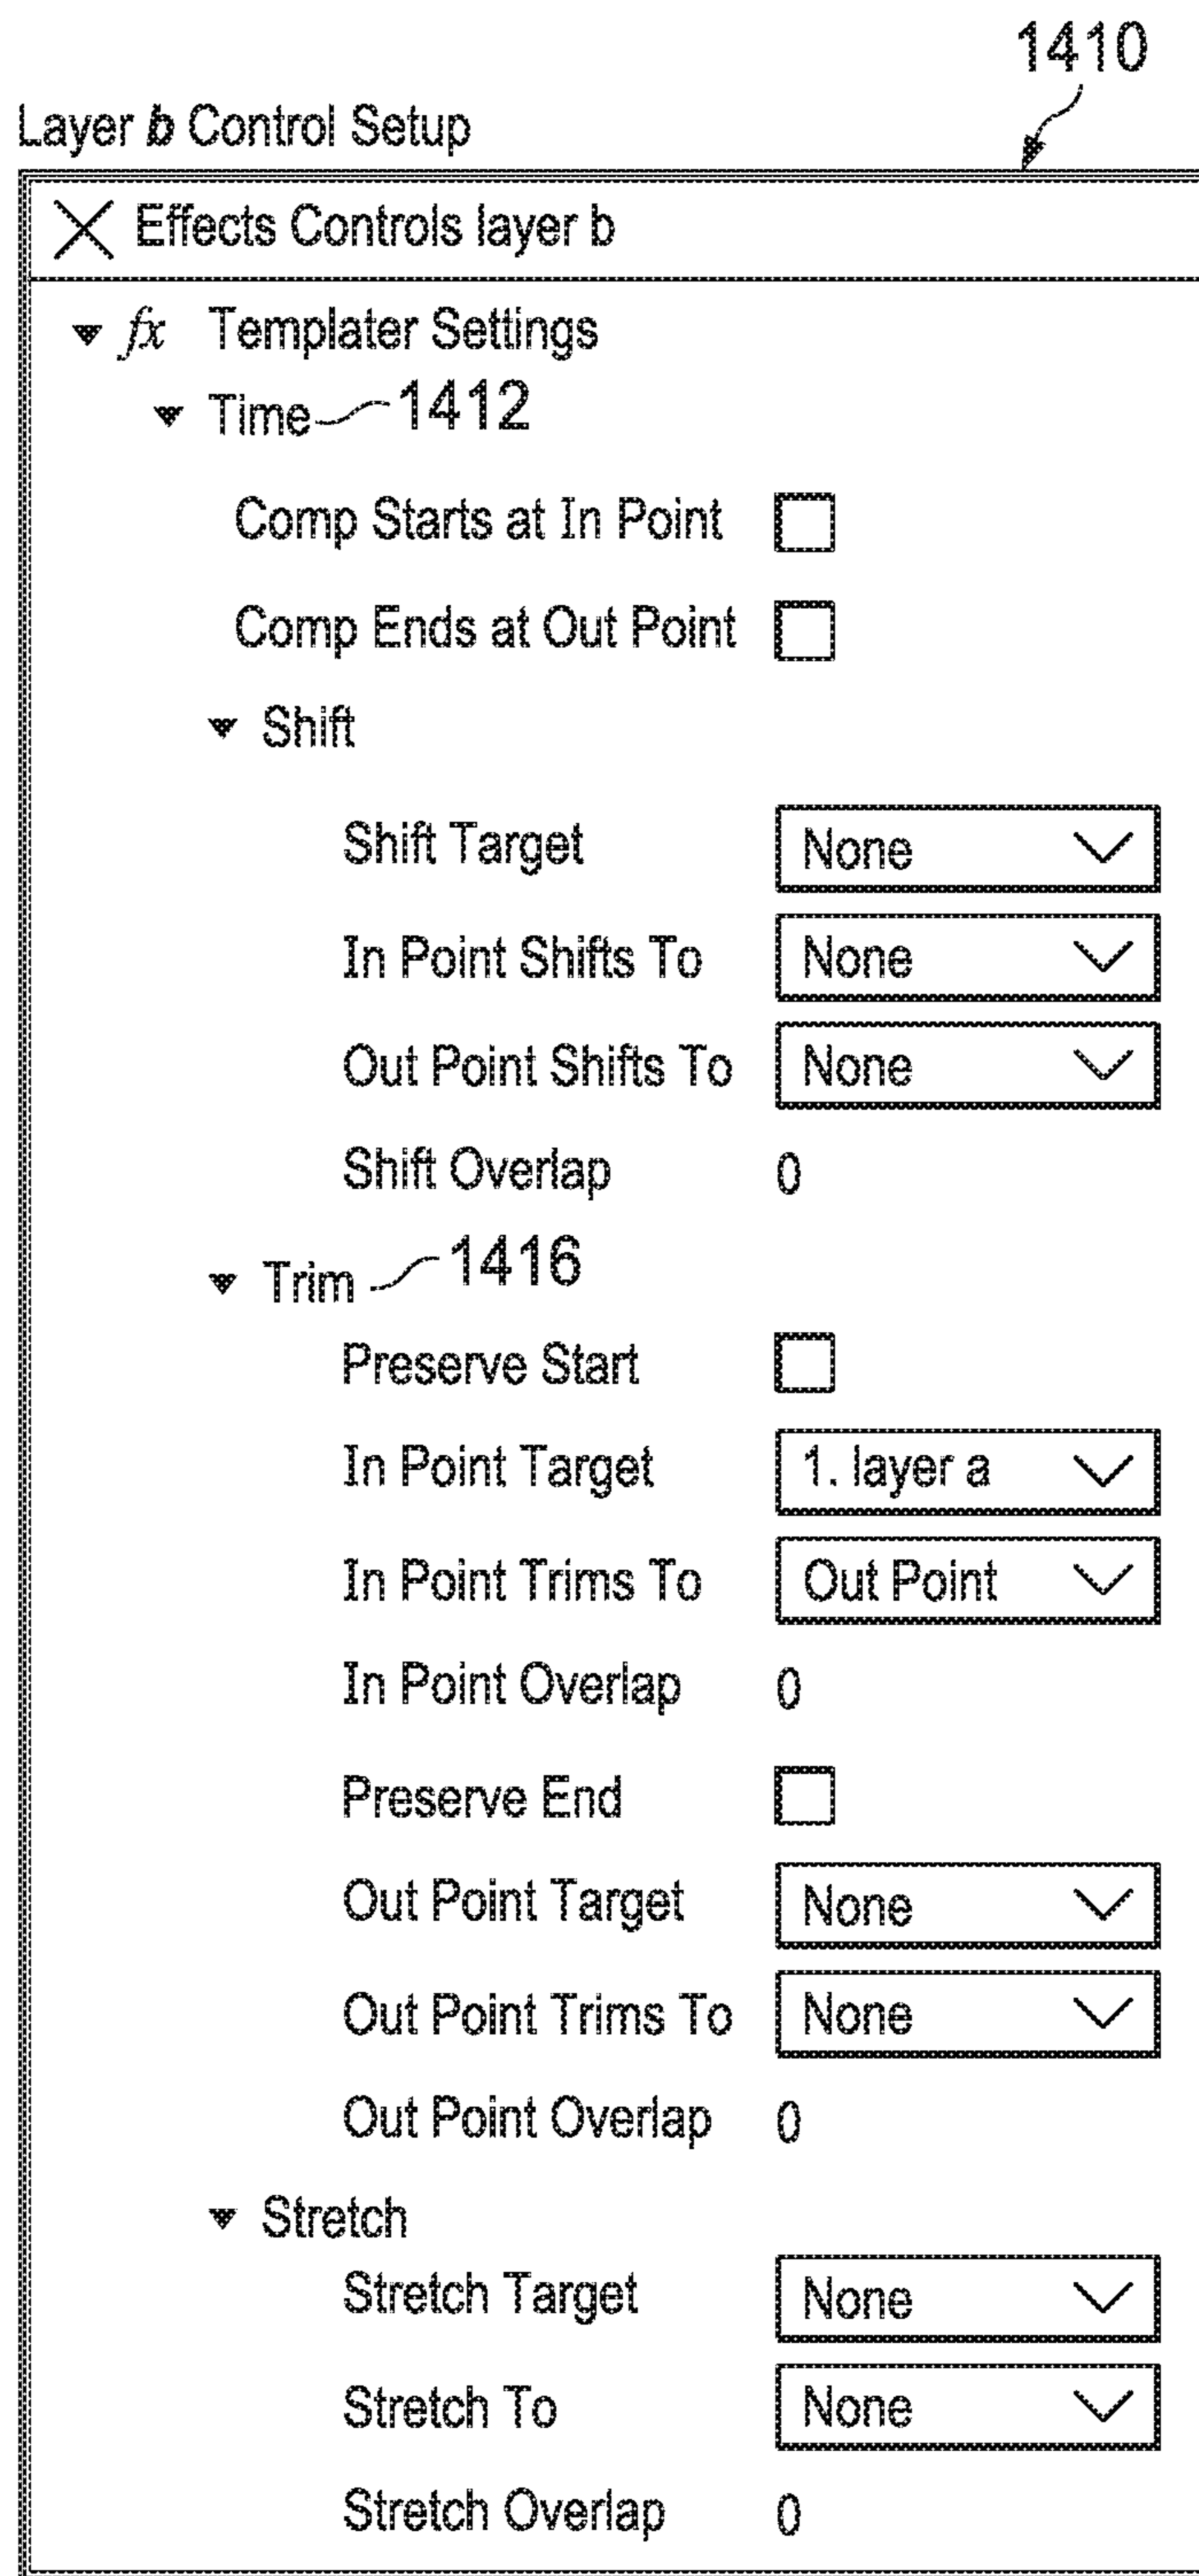 1410
Layer b Control Setup
Effects Controls layer b
fx Templater Settings
Time 1412
Comp Starts at In Point
Comp Ends at Out Point
Shift
Shift Target None
In Point Shifts To None
Out Point Shifts To None
Shift Overlap 0
Trim 1416
Preserve Start
In Point Target 1. layer a
In Point Trims To Out Point
In Point Overlap 0
Preserve End
Out Point Target None
Out Point Trims To None
Out Point Overlap 0
Stretch
Stretch Target None
Stretch To None
Stretch Overlap 0